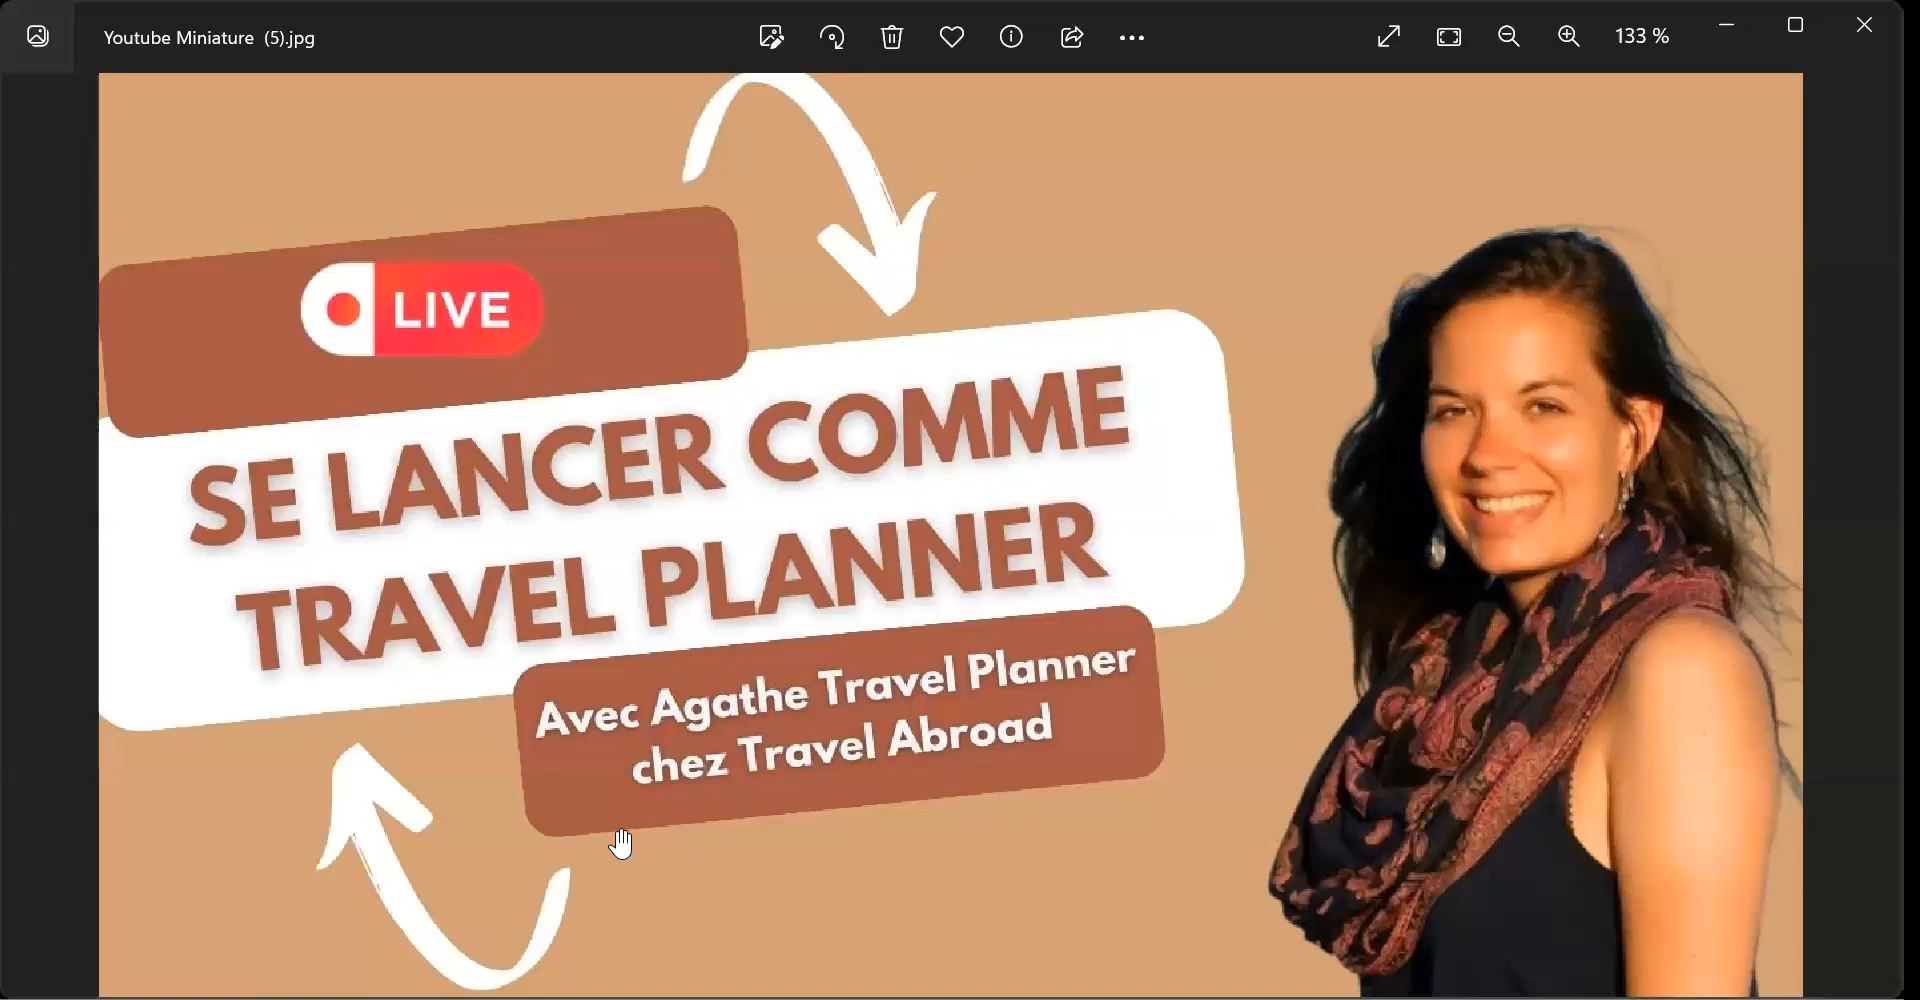 Youtube Miniature (5).jpg
133 %
LIVE
SE LANCER COMME
TRAVEL PLANNER
Avec Agathe Travel Planner
chez Travel Abroad